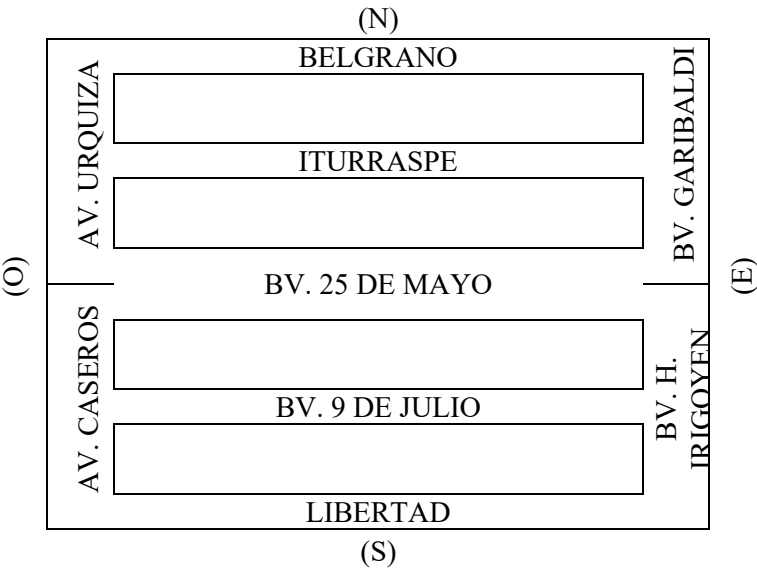 (N)
BELGRANO
AV. URQUIZA
BV. GARIBALDI
ITURRASPE
(O)
BV. 25 DE MAYO
(E)
AV. CASEROS
BV. H.
IRIGOYEN
BV. 9 DE JULIO
LIBERTAD
(S)